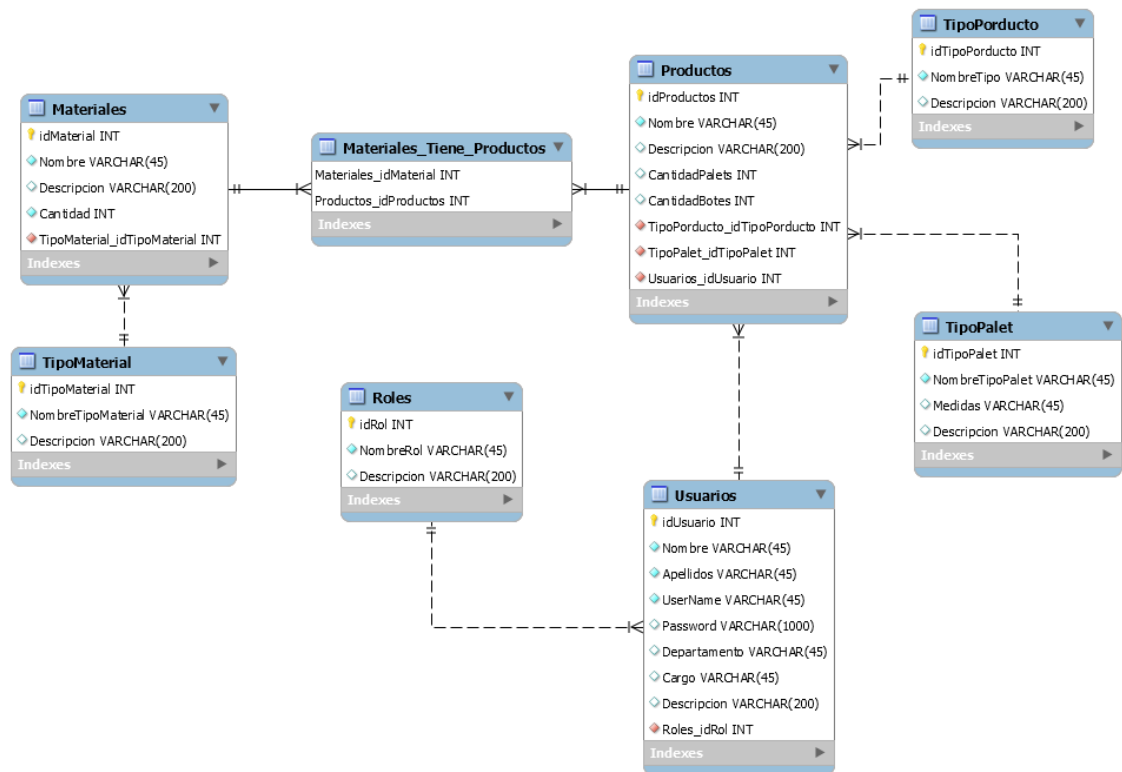 Materiales
idMaterial INT
Nombre VARCHAR(45)
Descripcion VARCHAR(200)
Cantidad INT
TipoMaterial_idTipoMaterial INT
Indexes
TipoMaterial
idTipoMaterial INT
NombreTipoMaterial VARCHAR(45)
Descripcion VARCHAR(200)
Indexes
Materiales_Tiene_Productos
Materiales_idMaterial INT
Productos_idProductos INT
Indexes
Roles
idRol INT
NombreRol VARCHAR(45)
Descripcion VARCHAR(200)
Indexes
Productos
idProductos INT
Nombre VARCHAR(45)
Descripcion VARCHAR(200)
CantidadPalets INT
CantidadBotes INT
TipoPorducto_idTipoPorducto INT
TipoPalet_idTipoPalet INT
Usuarios_idUsuario INT
Indexes
Usuarios
idUsuario INT
Nombre VARCHAR(45)
Apellidos VARCHAR(45)
UserName VARCHAR(45)
Password VARCHAR(1000)
Departamento VARCHAR(45)
Cargo VARCHAR(45)
Descripcion VARCHAR(200)
Roles_idRol INT
Indexes
TipoPorducto
idTipoPorducto INT
NombreTipo VARCHAR(45)
Descripcion VARCHAR(200)
Indexes
TipoPalet
idTipoPalet INT
NombreTipoPalet VARCHAR(45)
Medidas VARCHAR(45)
Descripcion VARCHAR(200)
Indexes